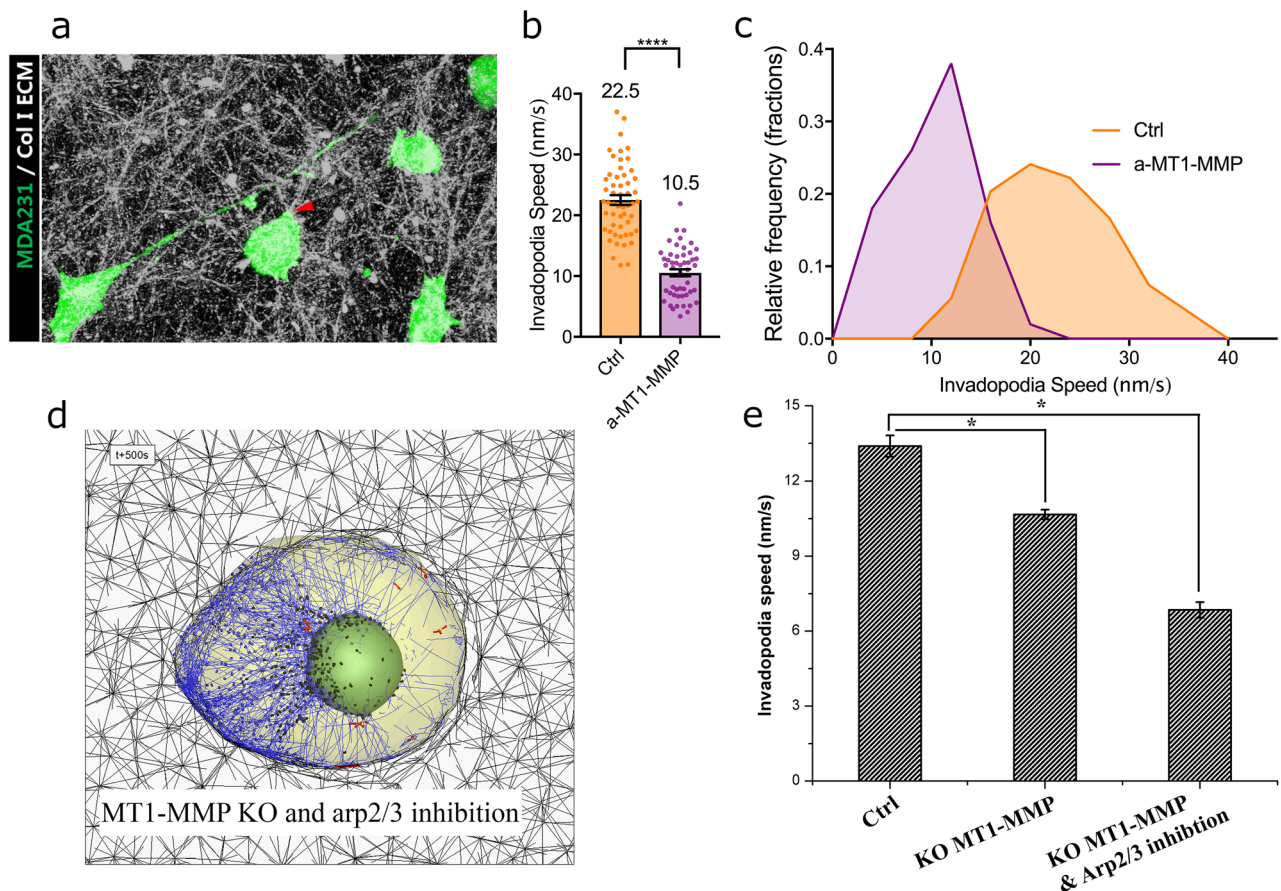 a
MDA231 / Col I ECM
b
****
22.5
10.5
Invadopodia Speed (nm/s)
40
30
20
10
0
Ctrl
a-MT1-MMP
c
Relative frequency (fractions)
0.4
0.3
0.2
0.1
0.0
0
10
20
30
40
Invadopodia Speed (nm/s)
Ctrl
a-MT1-MMP
d
t+500s
MT1-MMP KO and arp2/3 inhibition
e
*
*
Invadopodia speed (nm/s)
15
12
9
6
3
0
Ctrl
KO MT1-MMP
KO MT1-MMP
& Arp2/3 inhibtion